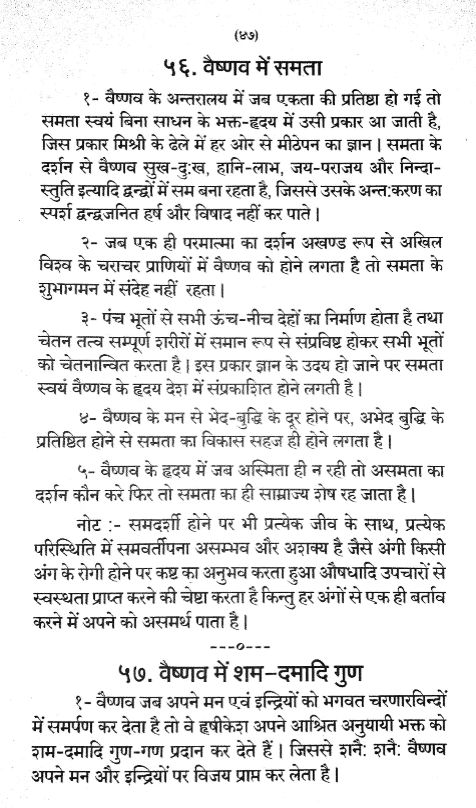 (४७)
५६. वैष्णव में समता
१- वैष्णव के अन्तरालय में जब एकता की प्रतिष्ठा हो गई तो
समता स्वयं बिना साधन के भक्त-हृदय में उसी प्रकार आ जाती है,
जिस प्रकार मिश्री के ढेले में हर ओर से मीठेपन का ज्ञान | समता के
दर्शन से वैष्णव सुख-दुःख, हानि-लाभ, जय-पराजय और निन्दा-
स्तुति इत्यादि द्वन्द्वों में सम बना रहता है, जिससे उसके अन्तःकरण का
स्पर्श द्वन्द्वजनित हर्ष और विषाद नहीं कर पाते |
२- जब एक ही परमात्मा का दर्शन अखण्ड रूप से अखिल
विश्व के चराचर प्राणियों में वैष्णव को होने लगता है तो समता के
शुभागमन में संदेह नहीं रहता |
३- पंच भूतों से सभी ऊंच-नीच देहों का निर्माण होता है तथा
चेतन तत्व सम्पूर्ण शरीरों में समान रूप से संप्रविष्ट होकर सभी भूतों
को चेतनान्वित करता है | इस प्रकार ज्ञान के उदय हो जाने पर समता
स्वयं वैष्णव के हृदय देश में संप्रकाशित होने लगती है |
४- वैष्णव के मन से भेद-बुद्धि के दूर होने पर, अभेद बुद्धि के
प्रतिष्ठित होने से समता का विकास सहज ही होने लगता है |
५- वैष्णव के हृदय में जब अस्मिता ही न रही तो असमता का
दर्शन कौन करे फिर तो समता का ही साम्राज्य शेष रह जाता है |
नोट :- समदर्शी होने पर भी प्रत्येक जीव के साथ, प्रत्येक
परिस्थिति में समवर्तीपना असम्भव और अशक्य है जैसे अंगी किसी
अंग के रोगी होने पर कष्ट का अनुभव करता हुआ औषधादि उपचारों से
स्वस्थता प्राप्त करने की चेष्टा करता है किन्तु हर अंगों से एक ही बर्ताव
करने में अपने को असमर्थ पाता है |
---०---
५७. वैष्णव में शम-दमादि गुण
१- वैष्णव जब अपने मन एवं इन्द्रियों को भगवत चरणारविन्दों
में समर्पण कर देता है तो वे हृषीकेश अपने आश्रित अनुयायी भक्त को
शम-दमादि गुण-गण प्रदान कर देते हैं | जिससे शनै: शनै: वैष्णव
अपने मन और इन्द्रियों पर विजय प्राप्त कर लेता है |